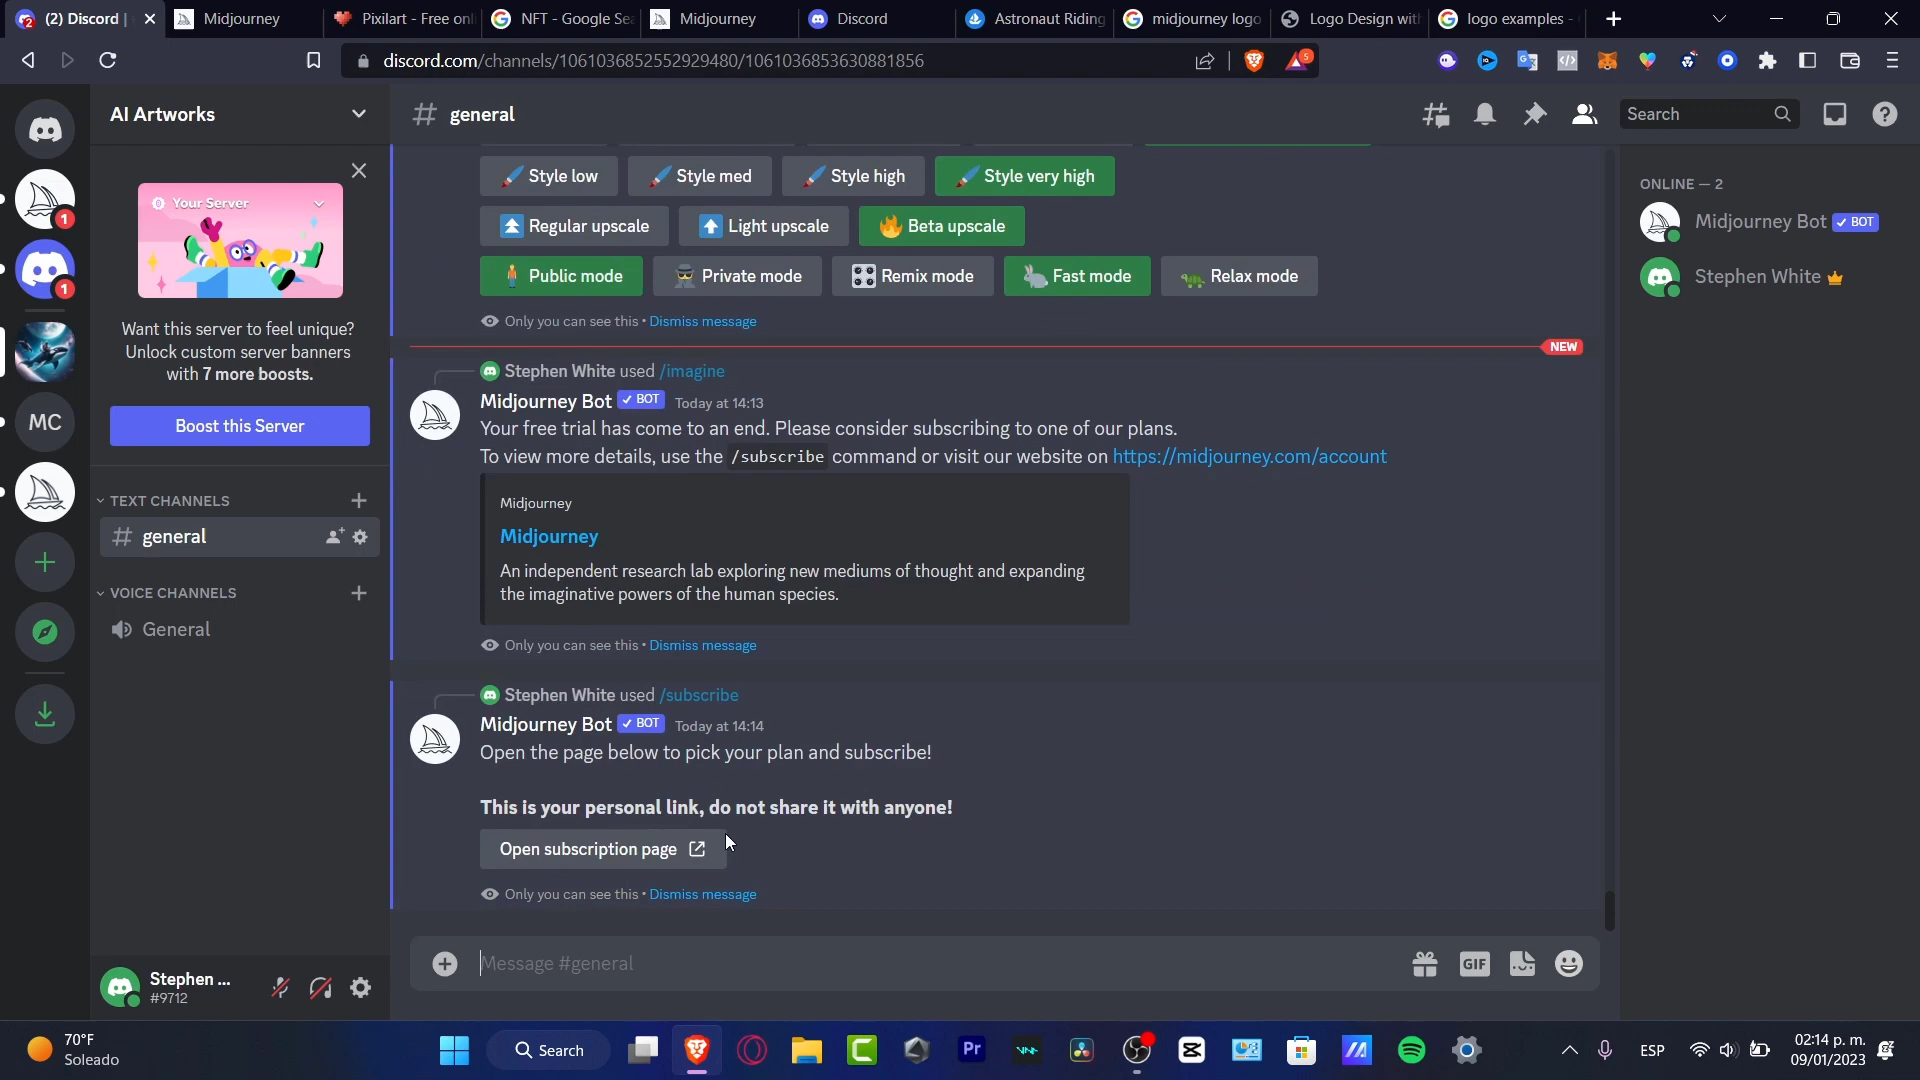 (2) Discord |
Midjourney
Pixilart - Free onl
NFT - Google Sea
Midjourney
Discord
Astronaut Riding
midjourney logo
Logo Design with
logo examples -
discord.com/channels/1061036852552929480/1061036853630881856
5
AI Artworks
general
Search
Your Server
Want this server to feel unique?
Unlock custom server banners
with 7 more boosts.
Boost this Server
TEXT CHANNELS
general
VOICE CHANNELS
General
1
1
MC
Style low
Style med
Style high
Style very high
Regular upscale
Light upscale
Beta upscale
Public mode
Private mode
Remix mode
Fast mode
Relax mode
Only you can see this • Dismiss message
NEW
Stephen White used /imagine
Midjourney Bot ✓ BOT Today at 14:13
Your free trial has come to an end. Please consider subscribing to one of our plans.
To view more details, use the /subscribe command or visit our website on https://midjourney.com/account
Midjourney
Midjourney
An independent research lab exploring new mediums of thought and expanding
the imaginative powers of the human species.
Only you can see this • Dismiss message
Stephen White used /subscribe
Midjourney Bot ✓ BOT Today at 14:14
Open the page below to pick your plan and subscribe!
This is your personal link, do not share it with anyone!
Open subscription page
Only you can see this • Dismiss message
Message #general
GIF
ONLINE — 2
Midjourney Bot ✓ BOT
Stephen White
Stephen ...
#9712
70°F
Soleado
Search
Pr
ESP
02:14 p. m.
09/01/2023